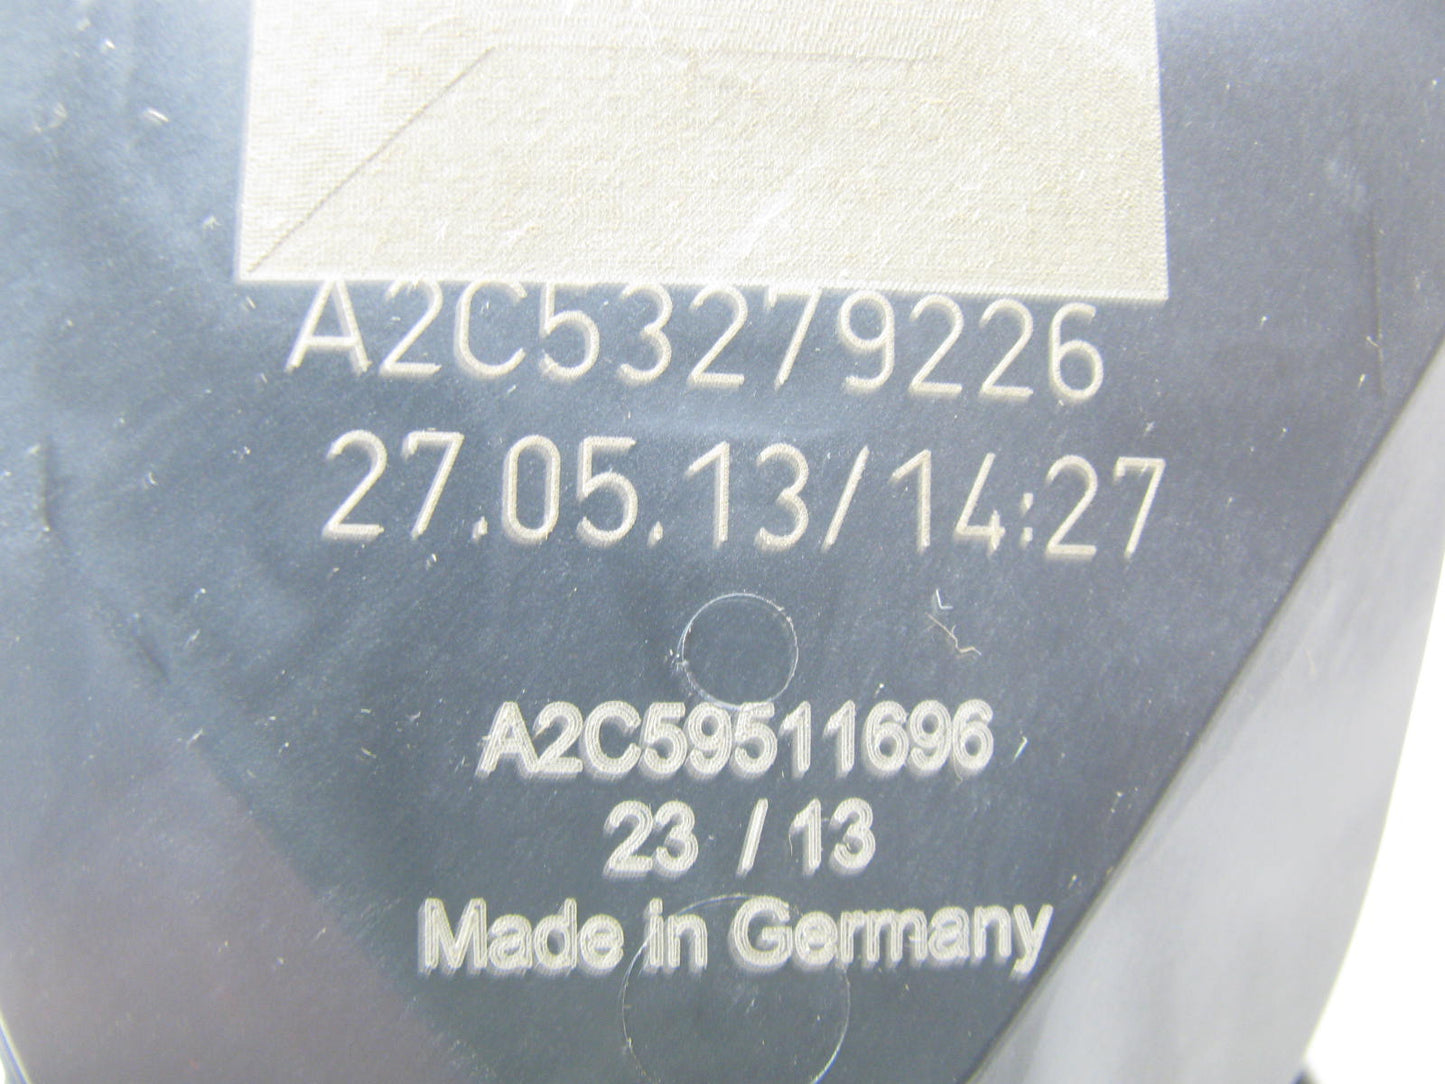 A2C53279226
27.05.13/14:27
A2C59511696
23 / 13
Made in Germany